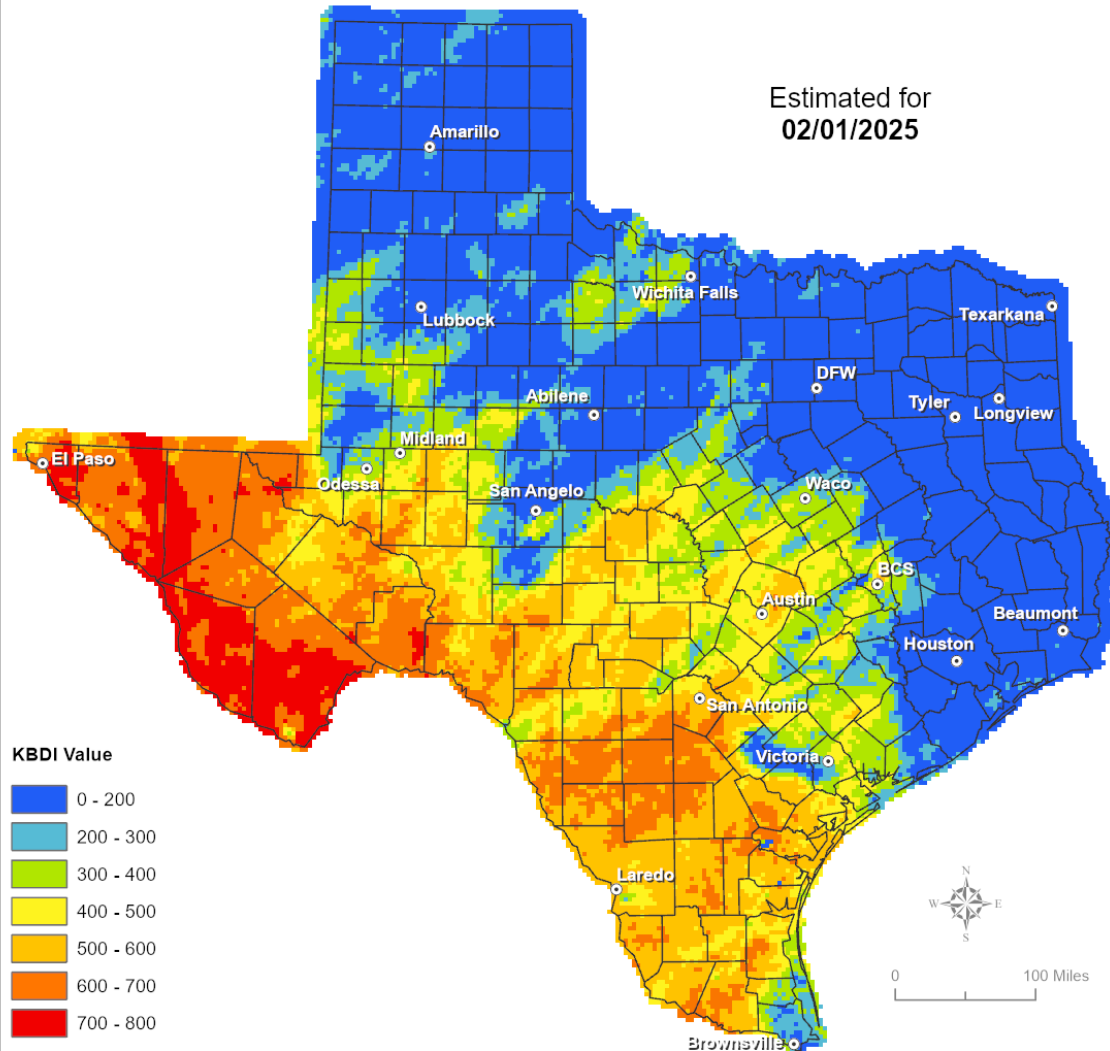 Estimated for
02/01/2025
Amarillo
Wichita Falls
Lubbock
Texarkana
DFW
Abilene
Tyler
Longview
Midland
El Paso
Odessa
San Angelo
Waco
BCS
Austin
Beaumont
Houston
San Antonio
Victoria
Laredo
Brownsville
KBDI Value
0 - 200
200 - 300
300 - 400
400 - 500
500 - 600
600 - 700
700 - 800
N
W
E
S
0
100 Miles